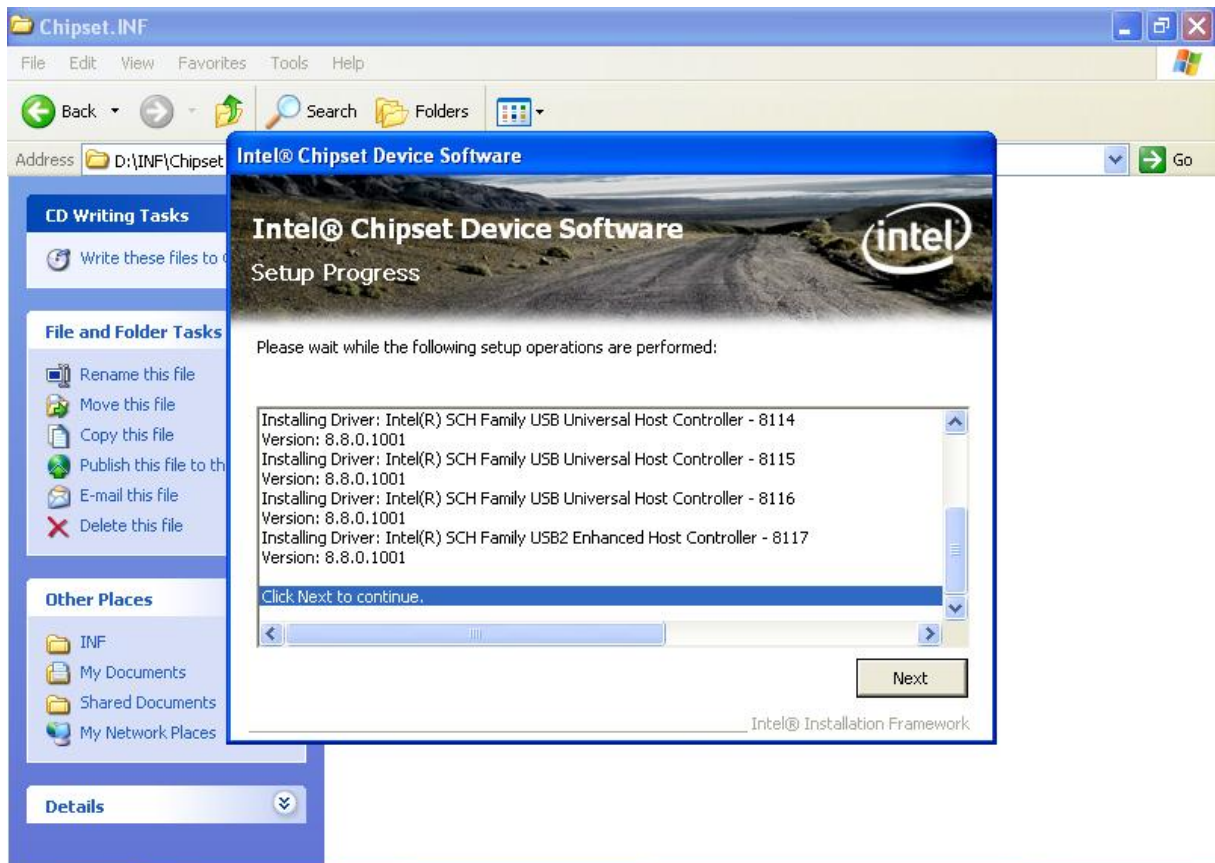 Chipset.INF
File Edit View Favorites Tools Help
Back Search Folders
Address D:\INF\Chipset Go
Intel® Chipset Device Software
Intel® Chipset Device Software
intel
Setup Progress
Please wait while the following setup operations are performed:
Installing Driver: Intel(R) SCH Family USB Universal Host Controller - 8114
Version: 8.8.0.1001
Installing Driver: Intel(R) SCH Family USB Universal Host Controller - 8115
Version: 8.8.0.1001
Installing Driver: Intel(R) SCH Family USB Universal Host Controller - 8116
Version: 8.8.0.1001
Installing Driver: Intel(R) SCH Family USB2 Enhanced Host Controller - 8117
Version: 8.8.0.1001
Click Next to continue.
Next
Intel® Installation Framework
CD Writing Tasks
Write these files to
File and Folder Tasks
Rename this file
Move this file
Copy this file
Publish this file to th
E-mail this file
Delete this file
Other Places
INF
My Documents
Shared Documents
My Network Places
Details